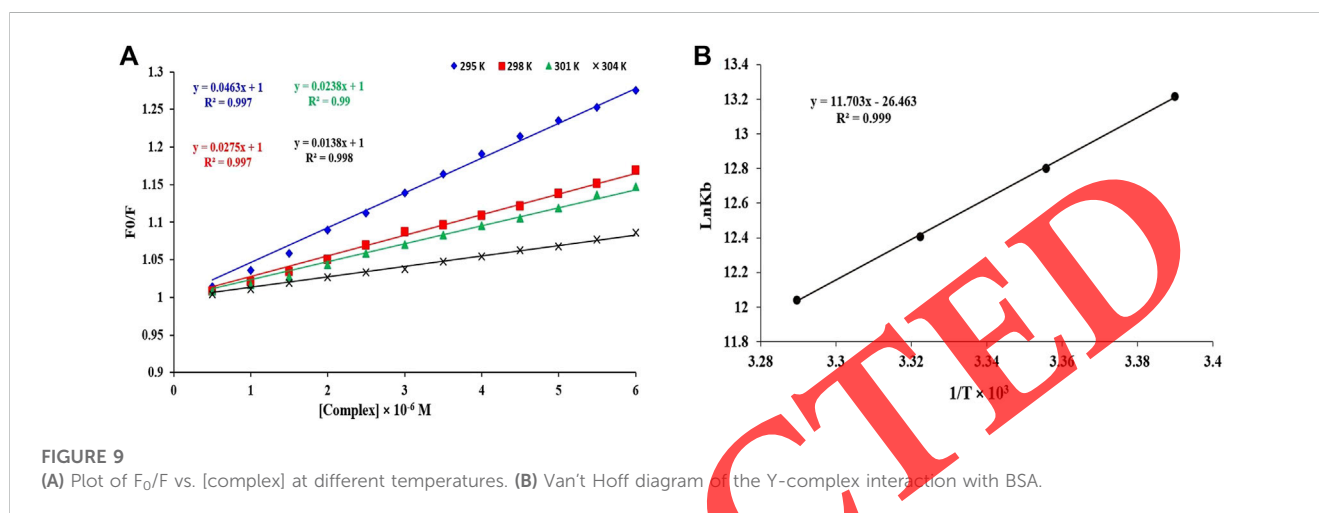 A
◆ 295 K ■ 298 K ▲ 301 K × 304 K
1.3
1.25
1.2
1.15
1.1
1.05
1
0.95
0.9
F0/F
y = 0.0463x + 1
R² = 0.997
y = 0.0238x + 1
R² = 0.99
y = 0.0275x + 1
R² = 0.997
y = 0.0138x + 1
R² = 0.998
0 1 2 3 4 5 6
[Complex] × 10⁻⁶ M
B
13.4
13.2
13
12.8
12.6
12.4
12.2
12
11.8
LnKb
y = 11.703x - 26.463
R² = 0.999
3.28 3.3 3.32 3.34 3.36 3.38 3.4
1/T × 10³
CTED
FIGURE 9
(A) Plot of F₀/F vs. [complex] at different temperatures. (B) Van't Hoff diagram of the Y-complex interaction with BSA.